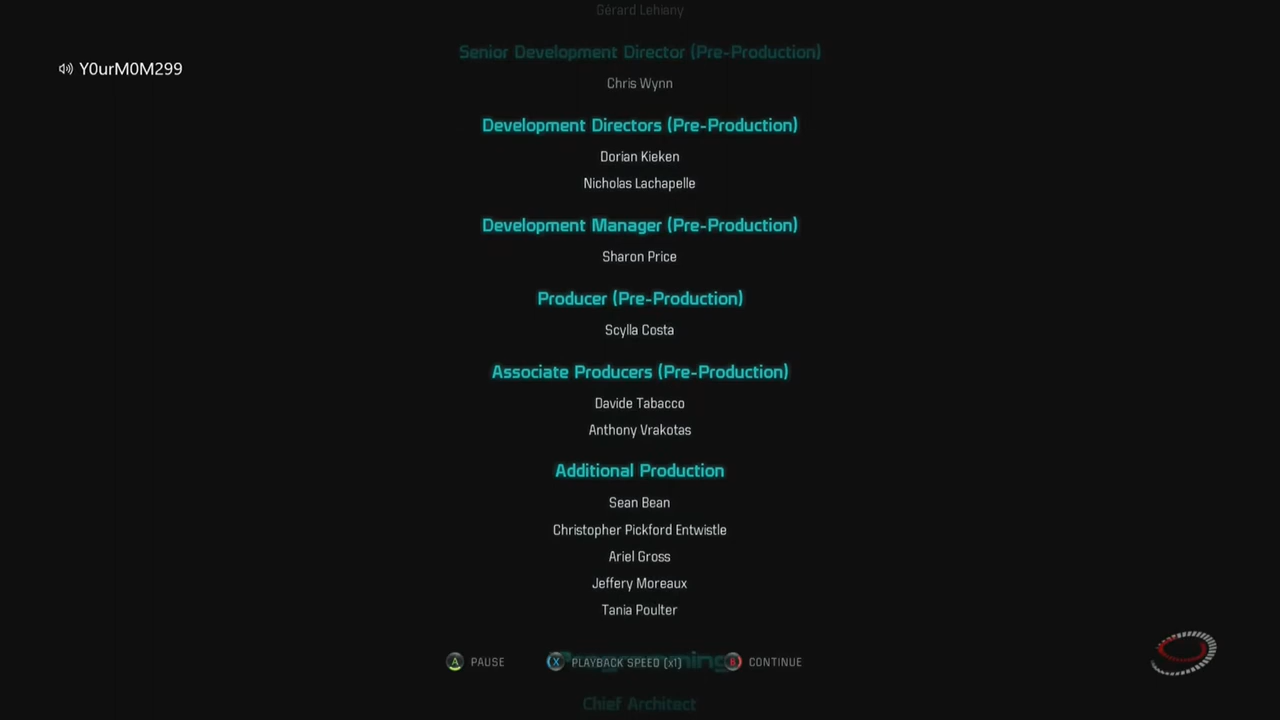 Gérard Lehiany
Senior Development Director (Pre-Production)
Y0urM0M299
Chris Wynn
Development Directors (Pre-Production)
Dorian Kieken
Nicholas Lachapelle
Development Manager (Pre-Production)
Sharon Price
Producer (Pre-Production)
Scylla Costa
Associate Producers (Pre-Production)
Davide Tabacco
Anthony Vrakotas
Additional Production
Sean Bean
Christopher Pickford Entwistle
Ariel Gross
Jeffery Moreaux
Tania Poulter
Programming
A PAUSE X PLAYBACK SPEED (x1) B CONTINUE
Chief Architect